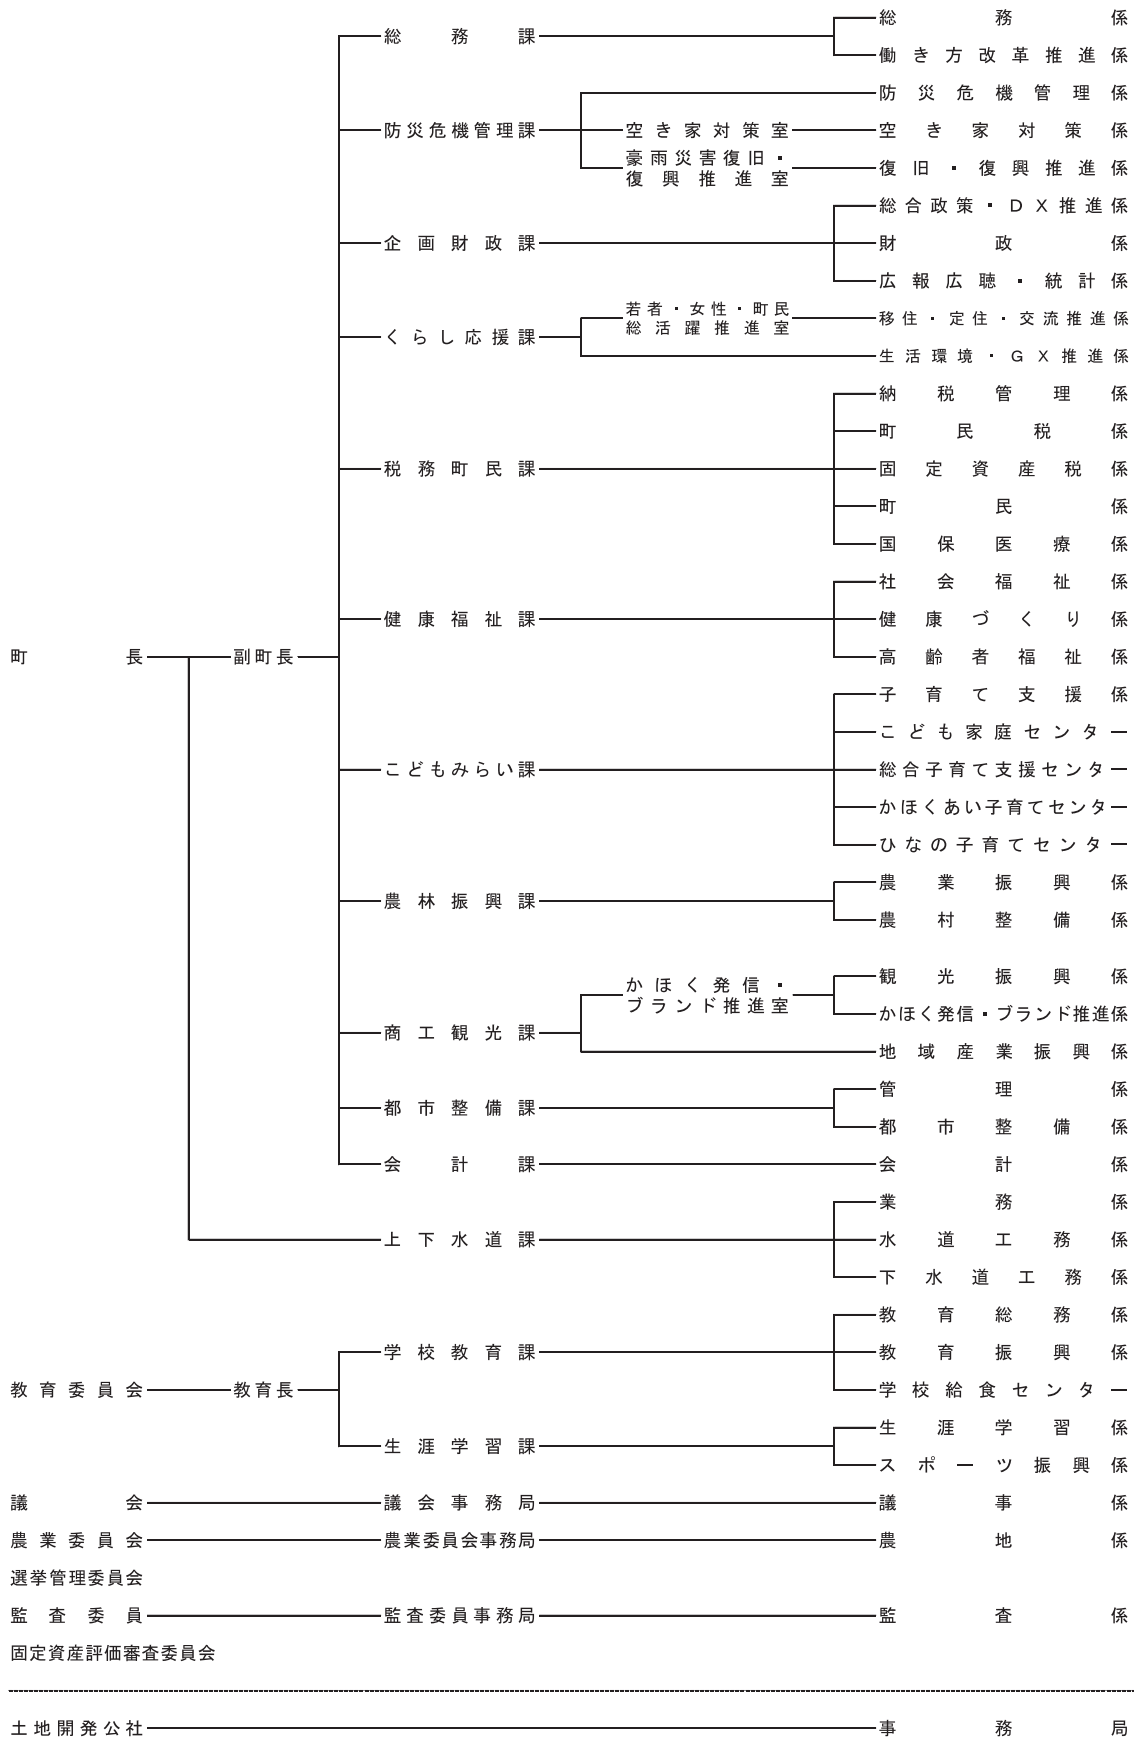 総務課
総務係
働き方改革推進係
防災危機管理課
防災危機管理係
空き家対策室
空き家対策係
豪雨災害復旧・
復興推進室
復旧・復興推進係
企画財政課
総合政策・DX推進係
財政係
広報広聴・統計係
くらし応援課
若者・女性・町民
総活躍推進室
移住・定住・交流推進係
生活環境・GX推進係
税務町民課
納税管理係
町民税係
固定資産税係
町民係
国保医療係
健康福祉課
社会福祉係
健康づくり係
高齢者福祉係
町長
副町長
こどもみらい課
子育て支援係
こども家庭センター
総合子育て支援センター
かほくあい子育てセンター
ひなの子育てセンター
農林振興課
農業振興係
農村整備係
商工観光課
かほく発信・
ブランド推進室
観光振興係
かほく発信・ブランド推進係
地域産業振興係
都市整備課
管理係
都市整備係
会計課
会計係
上下水道課
業務係
水道工務係
下水道工務係
教育委員会
教育長
学校教育課
教育総務係
教育振興係
学校給食センター
生涯学習課
生涯学習係
スポーツ振興係
議会
議会事務局
議事係
農業委員会
農業委員会事務局
農地係
選挙管理委員会
監査委員
監査委員事務局
監査係
固定資産評価審査委員会
土地開発公社
事務局